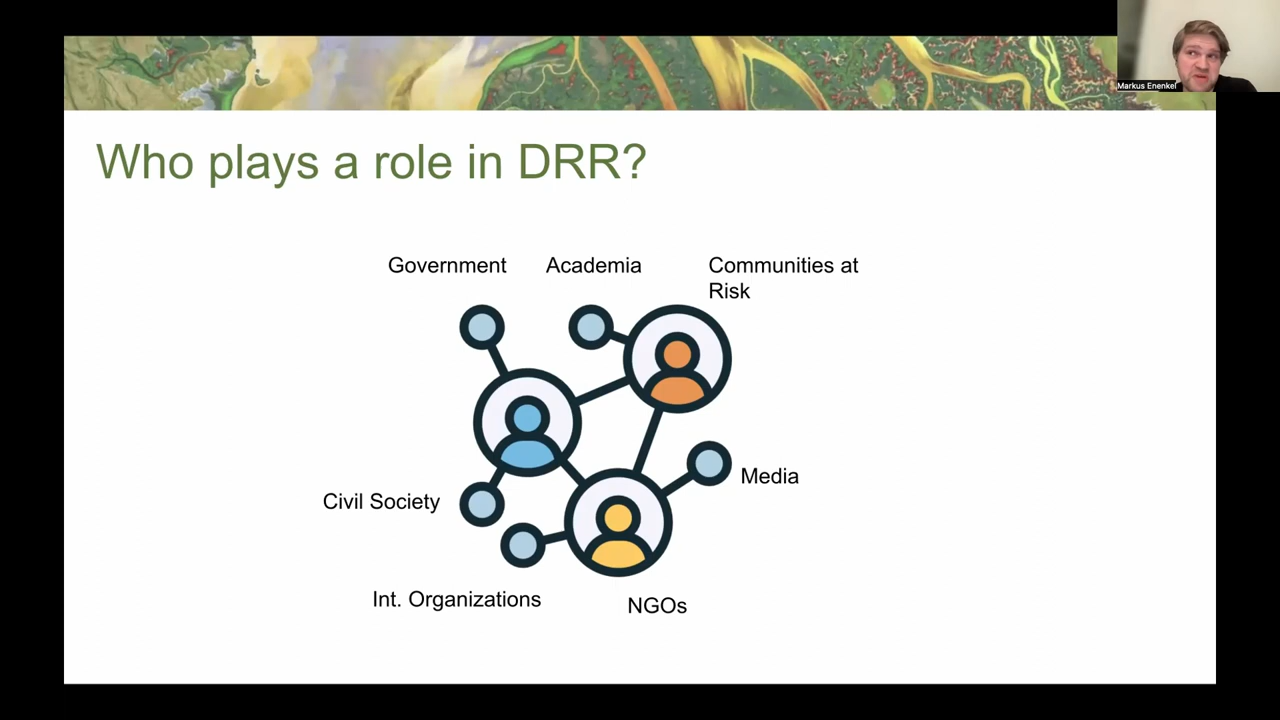 Markus Enenkel
Who plays a role in DRR?
Government
Academia
Communities at
Risk
Media
Civil Society
Int. Organizations
NGOs